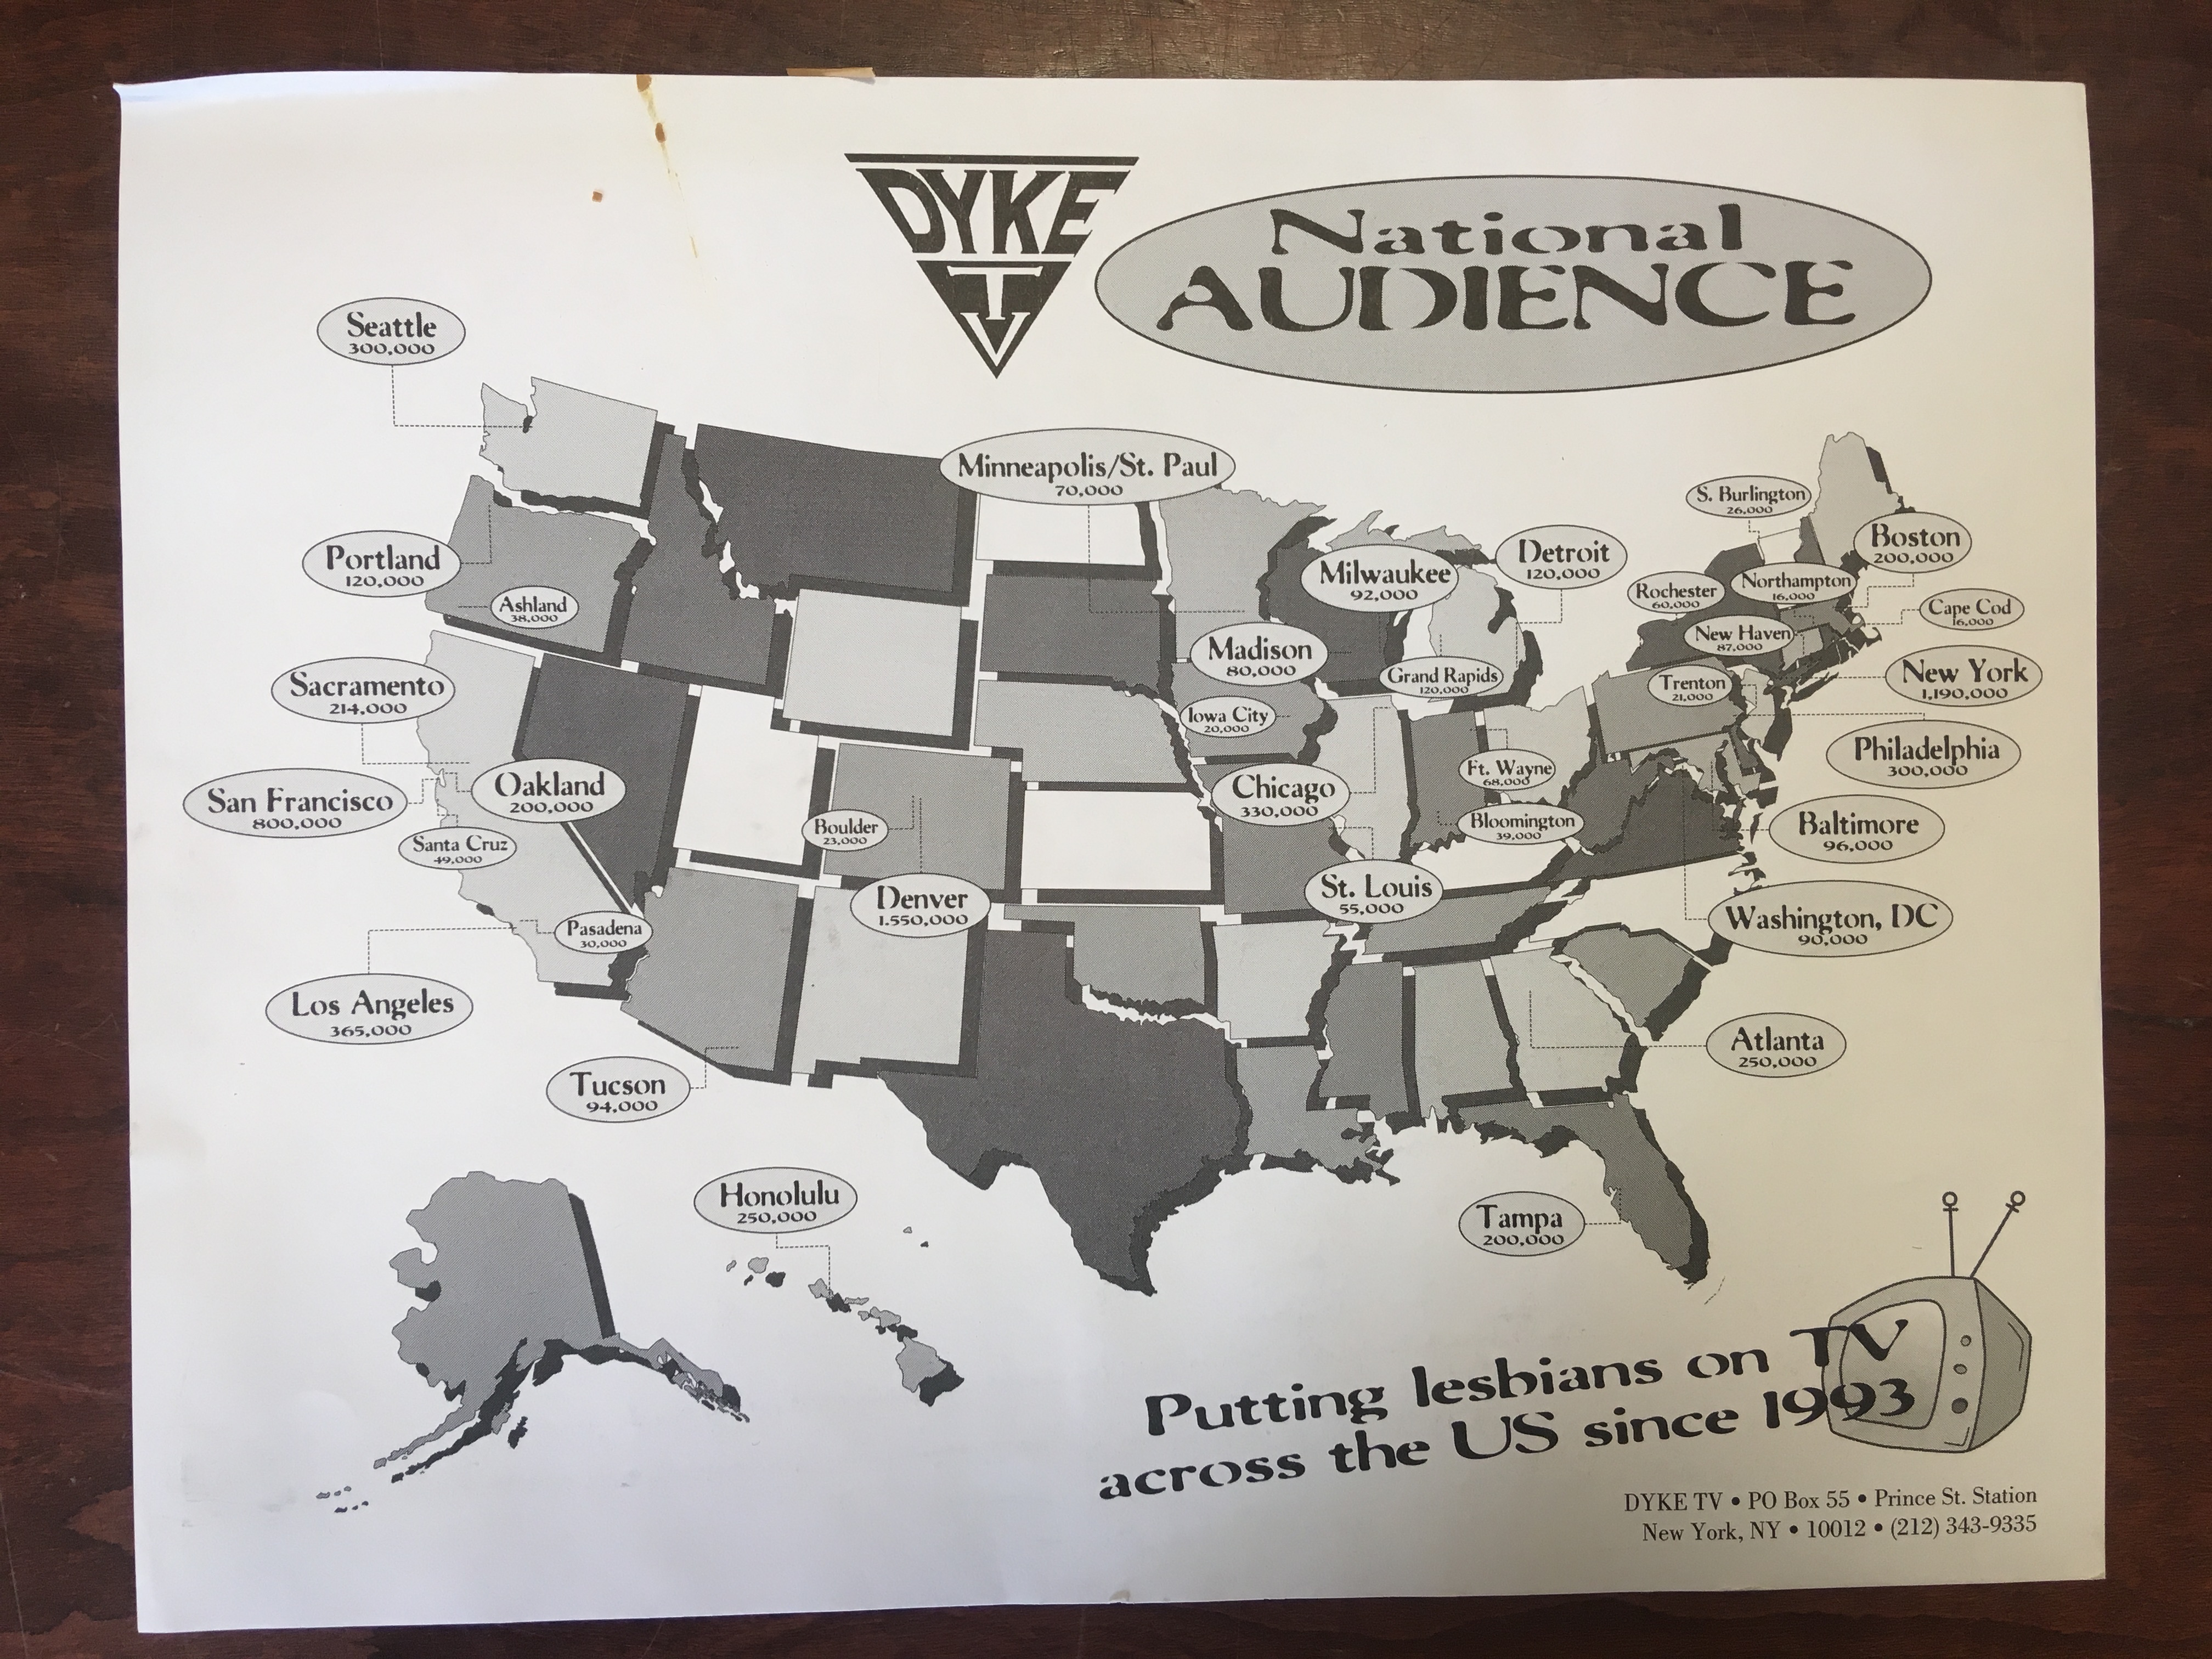 DYKE
TV
National
AUDIENCE
Seattle
300,000
Minneapolis/St. Paul
70,000
S. Burlington
26,000
Portland
120,000
Ashland
38,000
Milwaukee
92,000
Detroit
120,000
Boston
200,000
Rochester
60,000
Northampton
16,000
Cape Cod
16,000
New Haven
87,000
Madison
80,000
Grand Rapids
120,000
Sacramento
214,000
Trenton
21,000
New York
1,190,000
Iowa City
20,000
Philadelphia
300,000
San Francisco
800,000
Oakland
200,000
Chicago
330,000
Ft. Wayne
68,000
Santa Cruz
49,000
Boulder
23,000
Bloomington
39,000
Baltimore
96,000
St. Louis
55,000
Denver
1.550,000
Washington, DC
90,000
Pasadena
30,000
Los Angeles
365,000
Atlanta
250,000
Tucson
94,000
Honolulu
250,000
Tampa
200,000
Putting lesbians on TV
across the US since 1993
DYKE TV • PO Box 55 • Prince St. Station
New York, NY • 10012 • (212) 343-9335